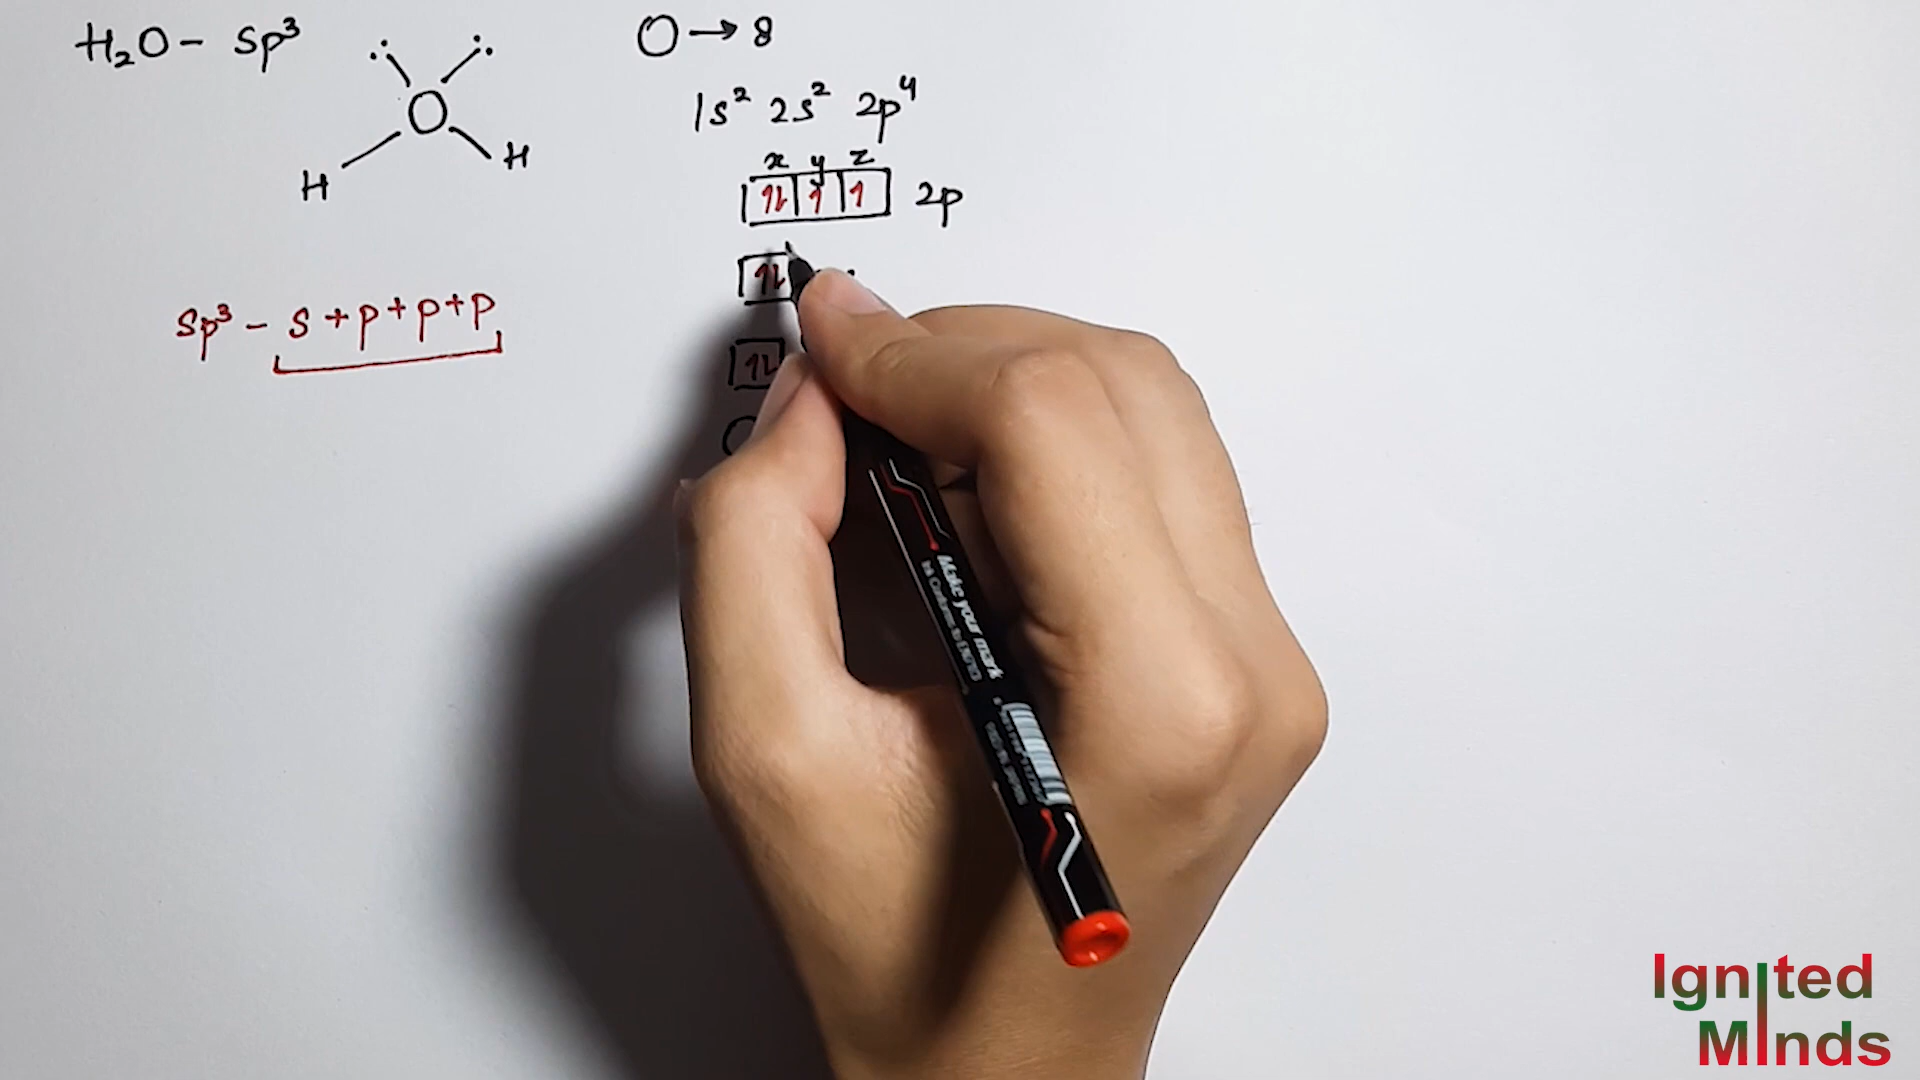 H₂O - Sp³
O
H
H
Sp³ - S + p + p + p
O → 8
1s² 2s² 2p⁴
x y z
↿⇂ ↿ ↿ 2p
↿⇂
↿⇂
Make your mark
Ignited
Minds